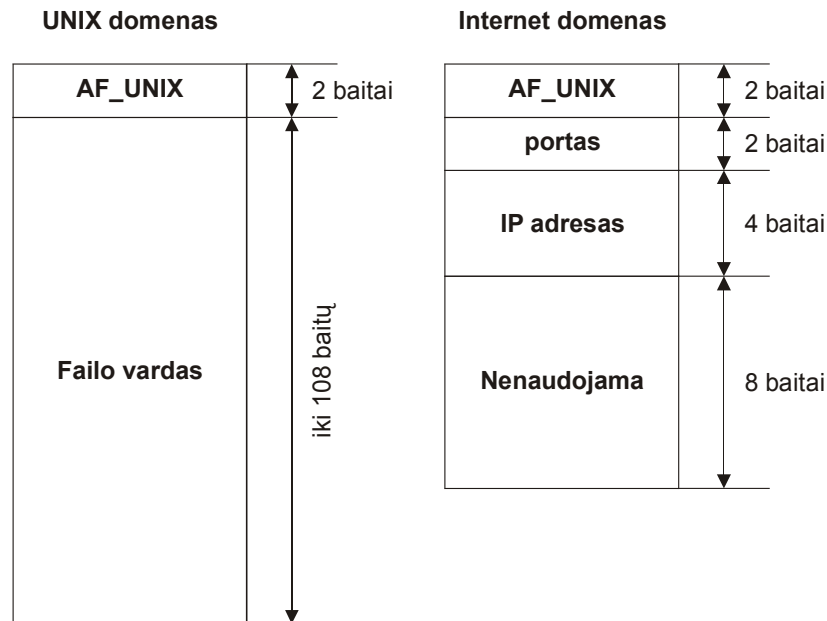 UNIX domenas
AF_UNIX
2 baitai
Failo vardas
iki 108 baitų
Internet domenas
AF_UNIX
2 baitai
portas
2 baitai
IP adresas
4 baitai
Nenaudojama
8 baitai